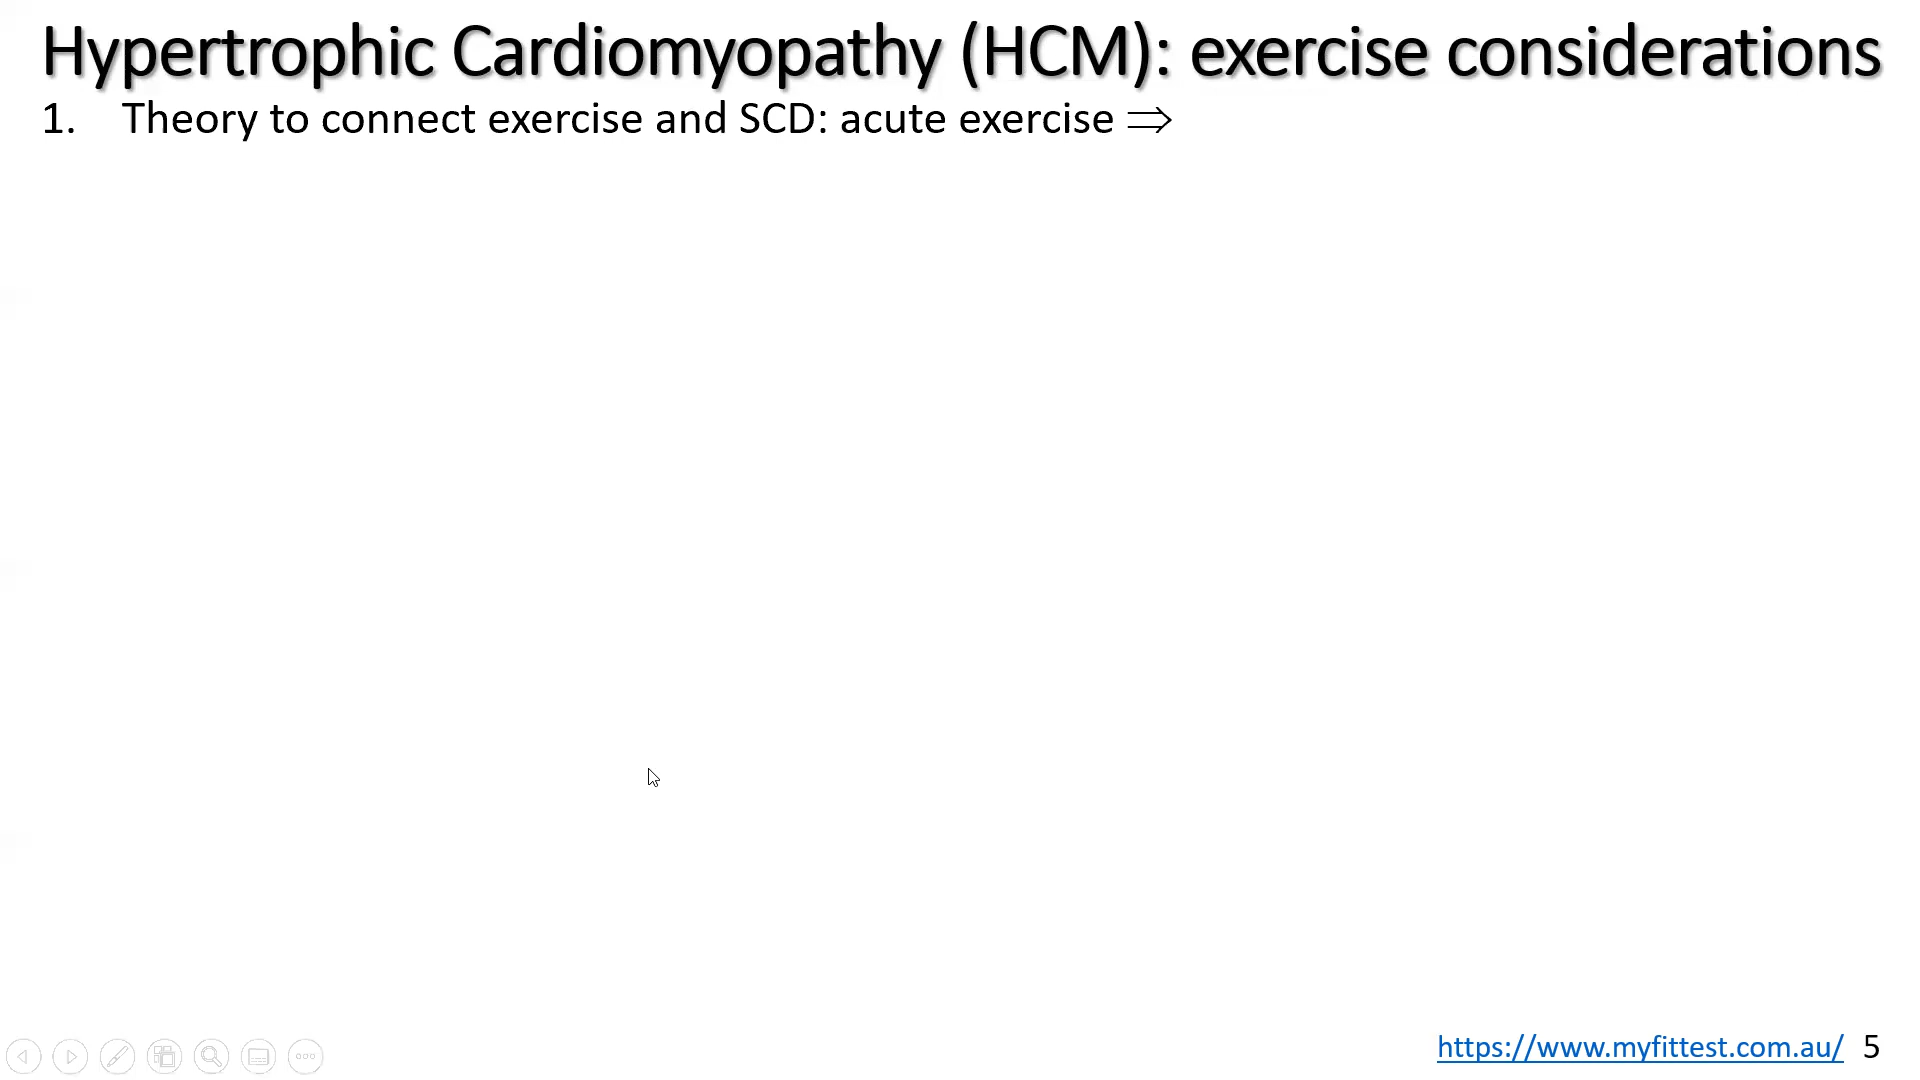 Hypertrophic Cardiomyopathy (HCM): exercise considerations
1. Theory to connect exercise and SCD: acute exercise ⇒
https://www.myfittest.com.au/ 5